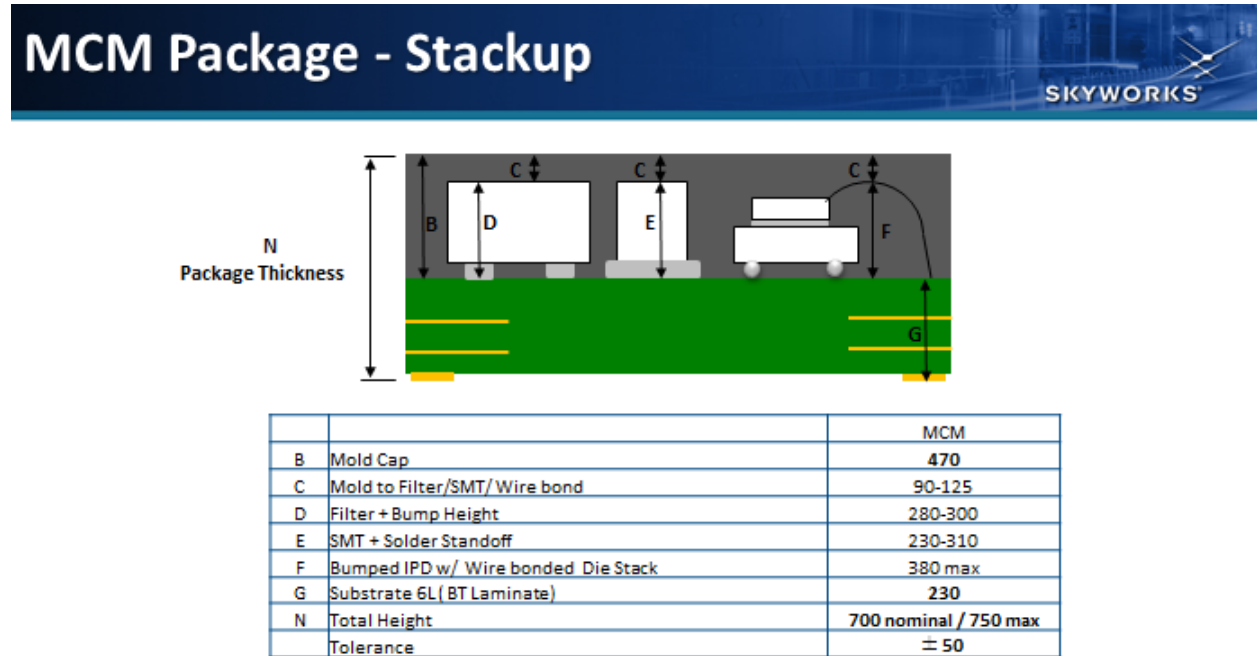 MCM Package - Stackup
SKYWORKS
C C C
B D E F
N
Package Thickness
G
MCM
B Mold Cap 470
C Mold to Filter/SMT/ Wire bond 90-125
D Filter + Bump Height 280-300
E SMT + Solder Standoff 230-310
F Bumped IPD w/ Wire bonded Die Stack 380 max
G Substrate 6L( BT Laminate) 230
N Total Height 700 nominal / 750 max
Tolerance ± 50